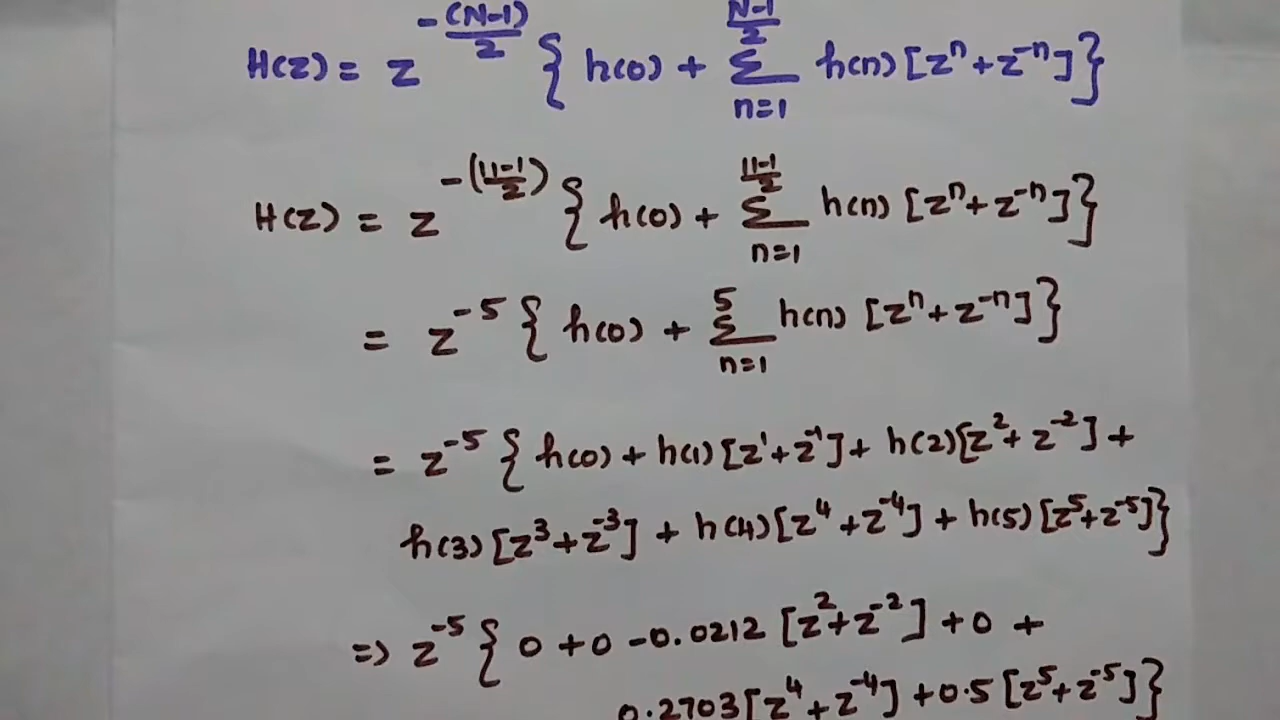 H(z) = z^{-(N-1)/2} { h(0) + Σ_{n=1}^{(N-1)/2} h(n) [z^n + z^{-n}] }
H(z) = z^{-((11-1)/2)} { h(0) + Σ_{n=1}^{(11-1)/2} h(n) [z^n + z^{-n}] }
= z^{-5} { h(0) + Σ_{n=1}^{5} h(n) [z^n + z^{-n}] }
= z^{-5} { h(0) + h(1) [z^1 + z^{-1}] + h(2) [z^2 + z^{-2}] +
h(3) [z^3 + z^{-3}] + h(4) [z^4 + z^{-4}] + h(5) [z^5 + z^{-5}] }
=> z^{-5} { 0 + 0 - 0.0212 [z^2 + z^{-2}] + 0 +
0.2703 [z^4 + z^{-4}] + 0.5 [z^5 + z^{-5}] }